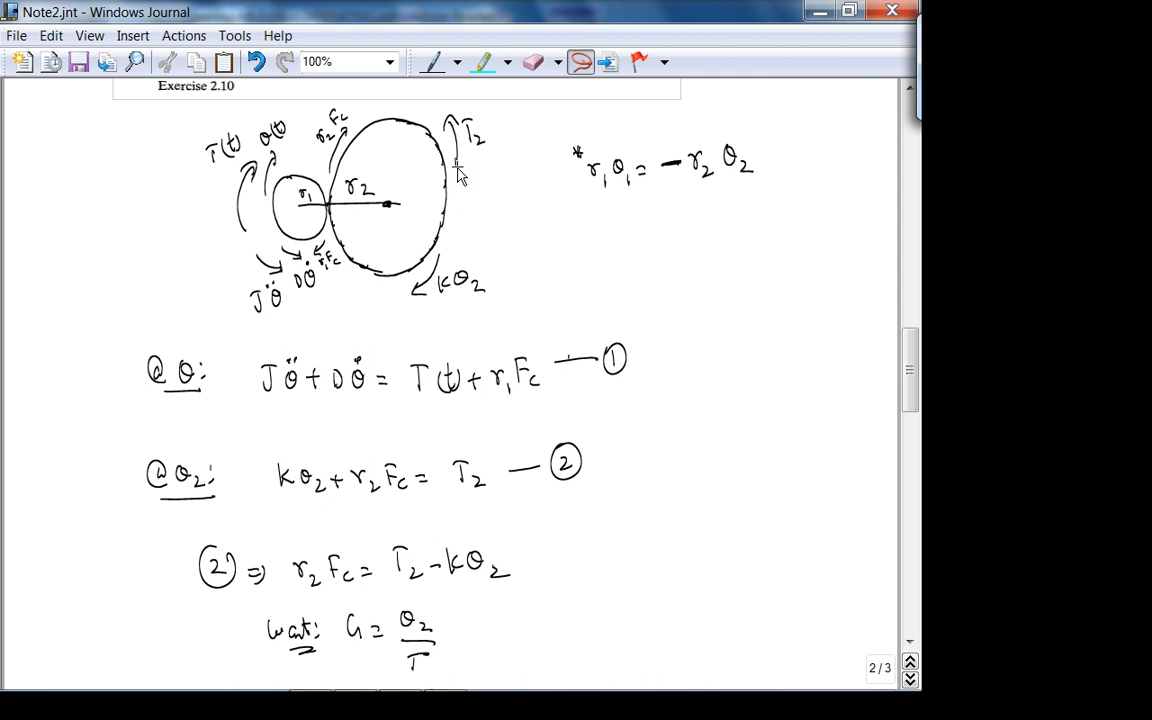 Note2.jnt - Windows Journal
File Edit View Insert Actions Tools Help
100%
Exercise 2.10
T(t) θ(t) r₂Fc T₂
r₁ r₂
*r₁θ₁ = -r₂θ₂
Jθ̈ Dθ̇ r₁Fc Kθ₂
@ θ: Jθ̈ + Dθ̇ = T(t) + r₁Fc — ①
@ θ₂: Kθ₂ + r₂Fc = T₂ — ②
② ⇒ r₂Fc = T₂ - Kθ₂
Want: G = θ₂/T
2 / 3